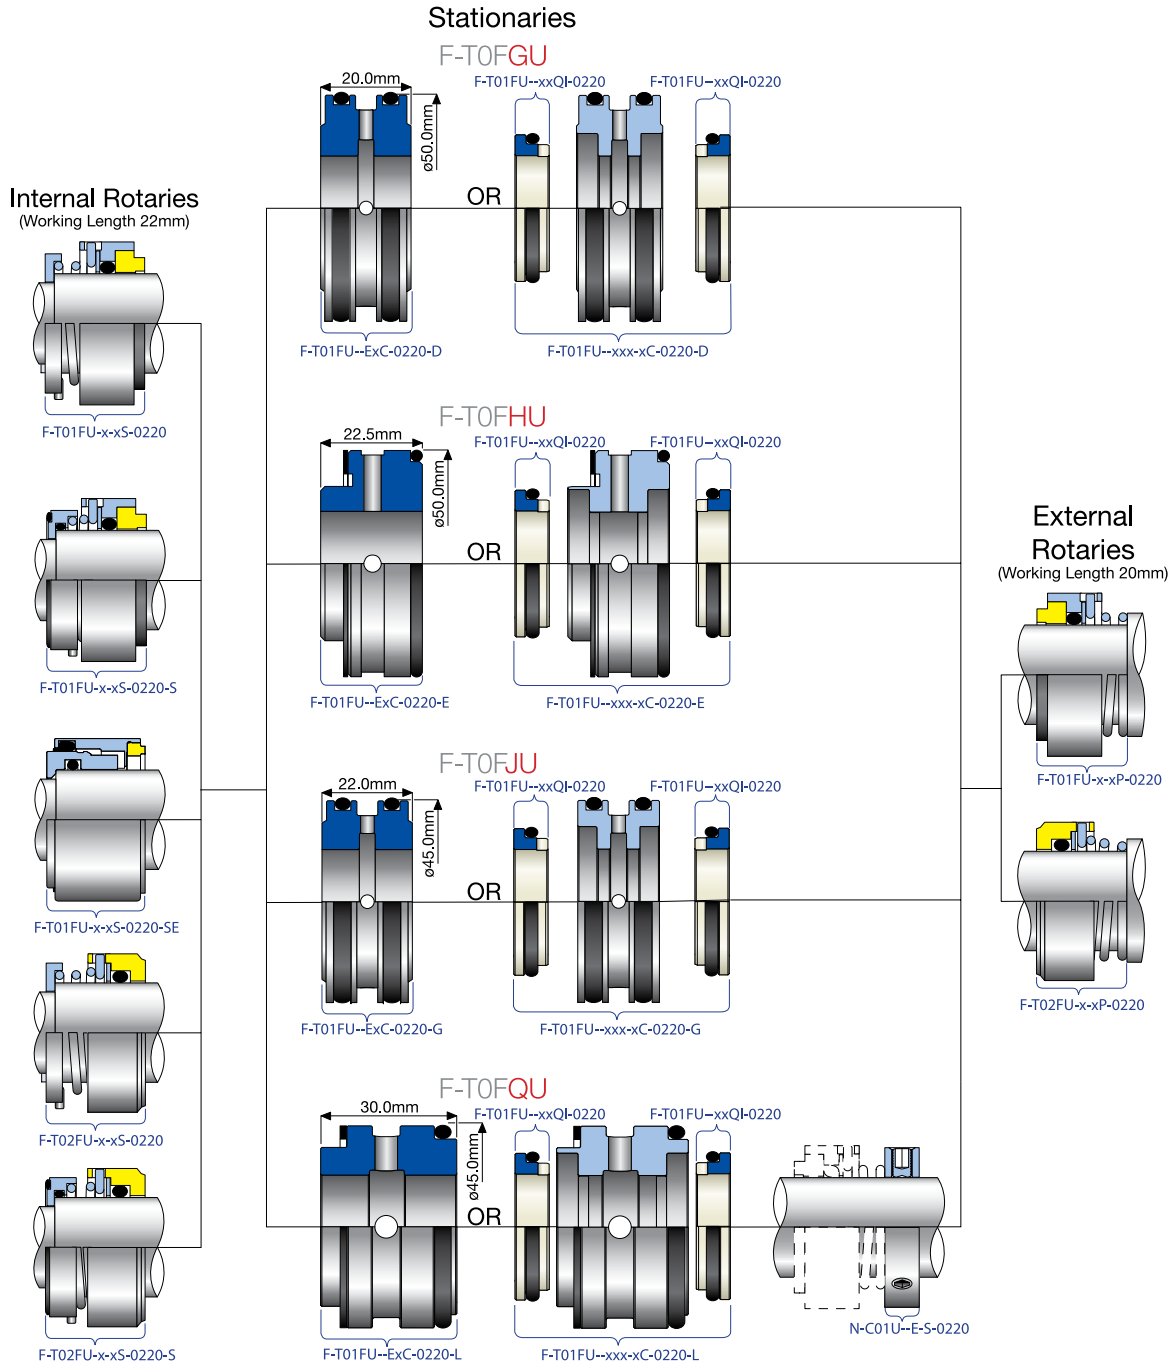 Stationaries
F-T0FGU
20.0mm
ø50.0mm
F-T01FU--xxQI-0220
F-T01FU--xxQI-0220
OR
F-T01FU--ExC-0220-D
F-T01FU--xxx-xC-0220-D
Internal Rotaries
(Working Length 22mm)
F-T01FU-x-xS-0220
F-T01FU-x-xS-0220-S
F-T01FU-x-xS-0220-SE
F-T02FU-x-xS-0220
F-T02FU-x-xS-0220-S
F-T0FHU
22.5mm
ø50.0mm
F-T01FU--xxQI-0220
F-T01FU--xxQI-0220
OR
F-T01FU--ExC-0220-E
F-T01FU--xxx-xC-0220-E
F-T0FJU
22.0mm
ø45.0mm
F-T01FU--xxQI-0220
F-T01FU--xxQI-0220
OR
F-T01FU--ExC-0220-G
F-T01FU--xxx-xC-0220-G
F-T0FQU
30.0mm
ø45.0mm
F-T01FU--xxQI-0220
F-T01FU--xxQI-0220
OR
F-T01FU--ExC-0220-L
F-T01FU--xxx-xC-0220-L
External
Rotaries
(Working Length 20mm)
F-T01FU-x-xP-0220
F-T02FU-x-xP-0220
N-C01U--E-S-0220